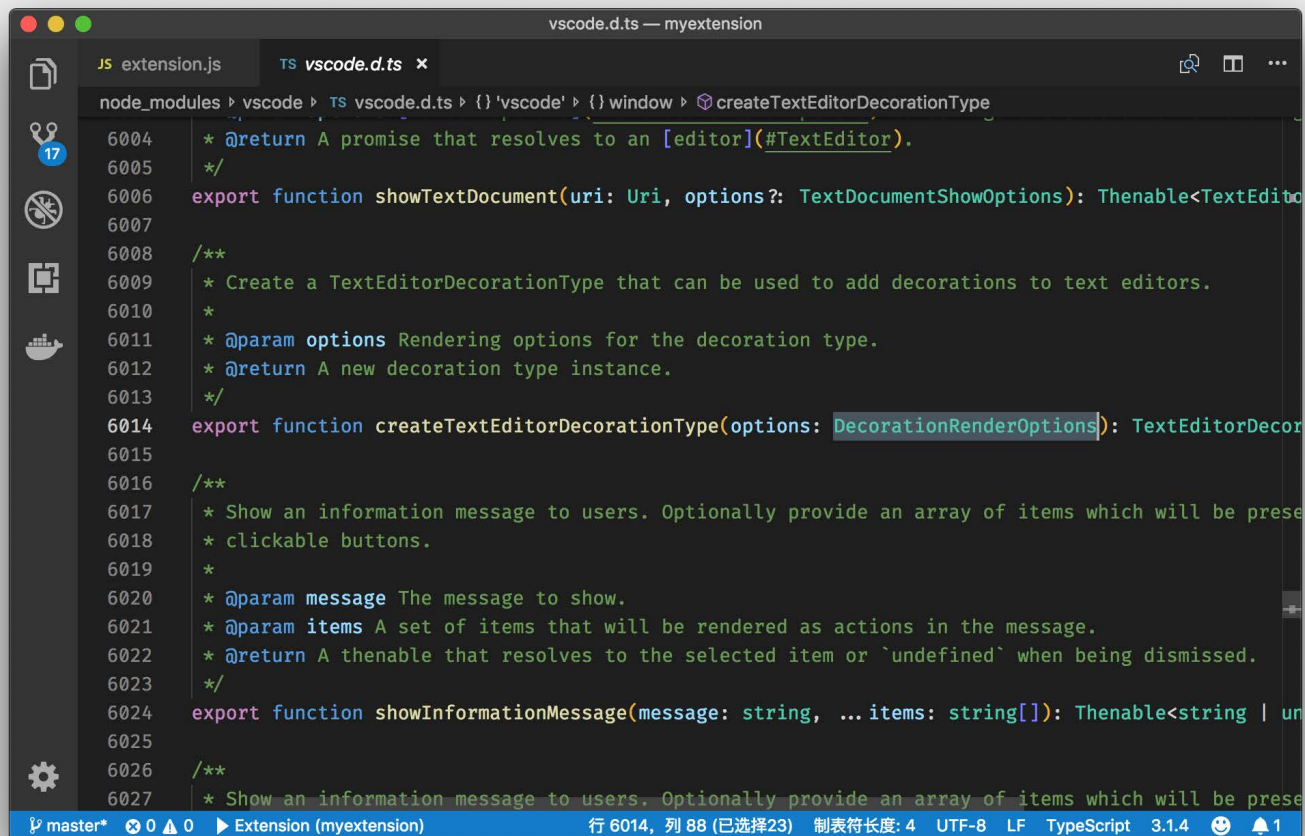 vscode.d.ts — myextension
JS extension.js TS vscode.d.ts ×
node_modules ▸ vscode ▸ TS vscode.d.ts ▸ {} 'vscode' ▸ {} window ▸ createTextEditorDecorationType
17
6004 * @return A promise that resolves to an [editor](#TextEditor).
6005 */
6006 export function showTextDocument(uri: Uri, options?: TextDocumentShowOptions): Thenable<TextEdito
6007
6008 /**
6009 * Create a TextEditorDecorationType that can be used to add decorations to text editors.
6010 *
6011 * @param options Rendering options for the decoration type.
6012 * @return A new decoration type instance.
6013 */
6014 export function createTextEditorDecorationType(options: DecorationRenderOptions): TextEditorDecor
6015
6016 /**
6017 * Show an information message to users. Optionally provide an array of items which will be prese
6018 * clickable buttons.
6019 *
6020 * @param message The message to show.
6021 * @param items A set of items that will be rendered as actions in the message.
6022 * @return A thenable that resolves to the selected item or `undefined` when being dismissed.
6023 */
6024 export function showInformationMessage(message: string, ...items: string[]): Thenable<string | un
6025
6026 /**
6027 * Show an information message to users. Optionally provide an array of items which will be prese
master* 0 0 Extension (myextension) 行 6014，列 88 (已选择23) 制表符长度: 4 UTF-8 LF TypeScript 3.1.4 1